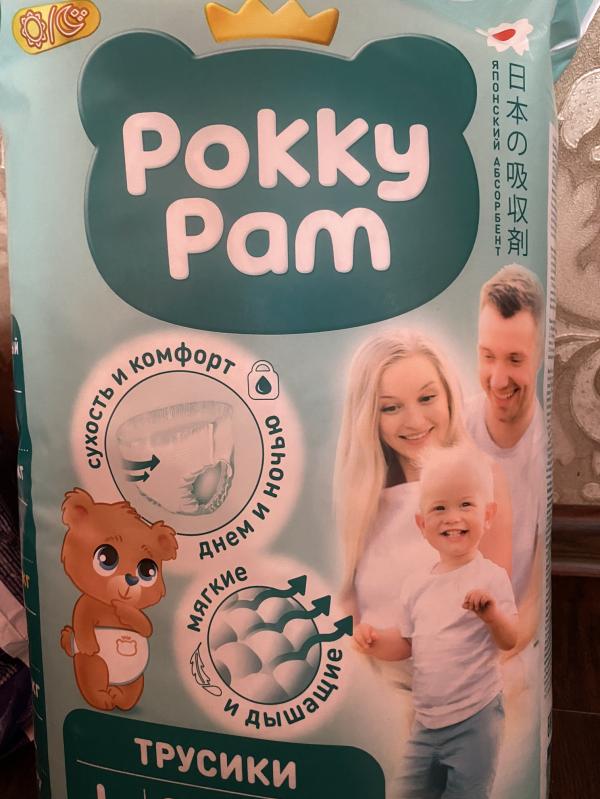 Pokky
Pam
日本の吸収剤
ЯПОНСКИЙ АБСОРБЕНТ
сухость и комфорт
днем и ночью
мягкие
и дышащие
ТРУСИКИ